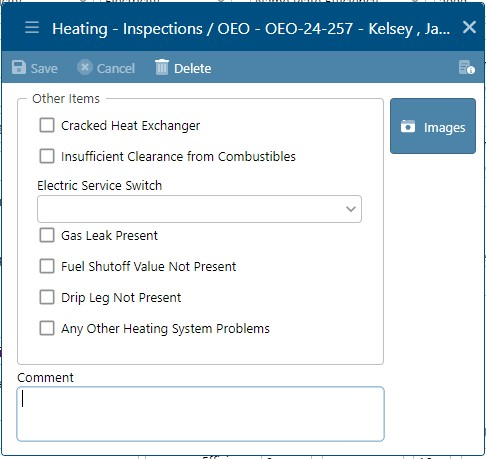 Heating - Inspections / OEO - OEO-24-257 - Kelsey , Ja...
Save Cancel Delete
Other Items
Cracked Heat Exchanger
Images
Insufficient Clearance from Combustibles
Electric Service Switch
Gas Leak Present
Fuel Shutoff Value Not Present
Drip Leg Not Present
Any Other Heating System Problems
Comment